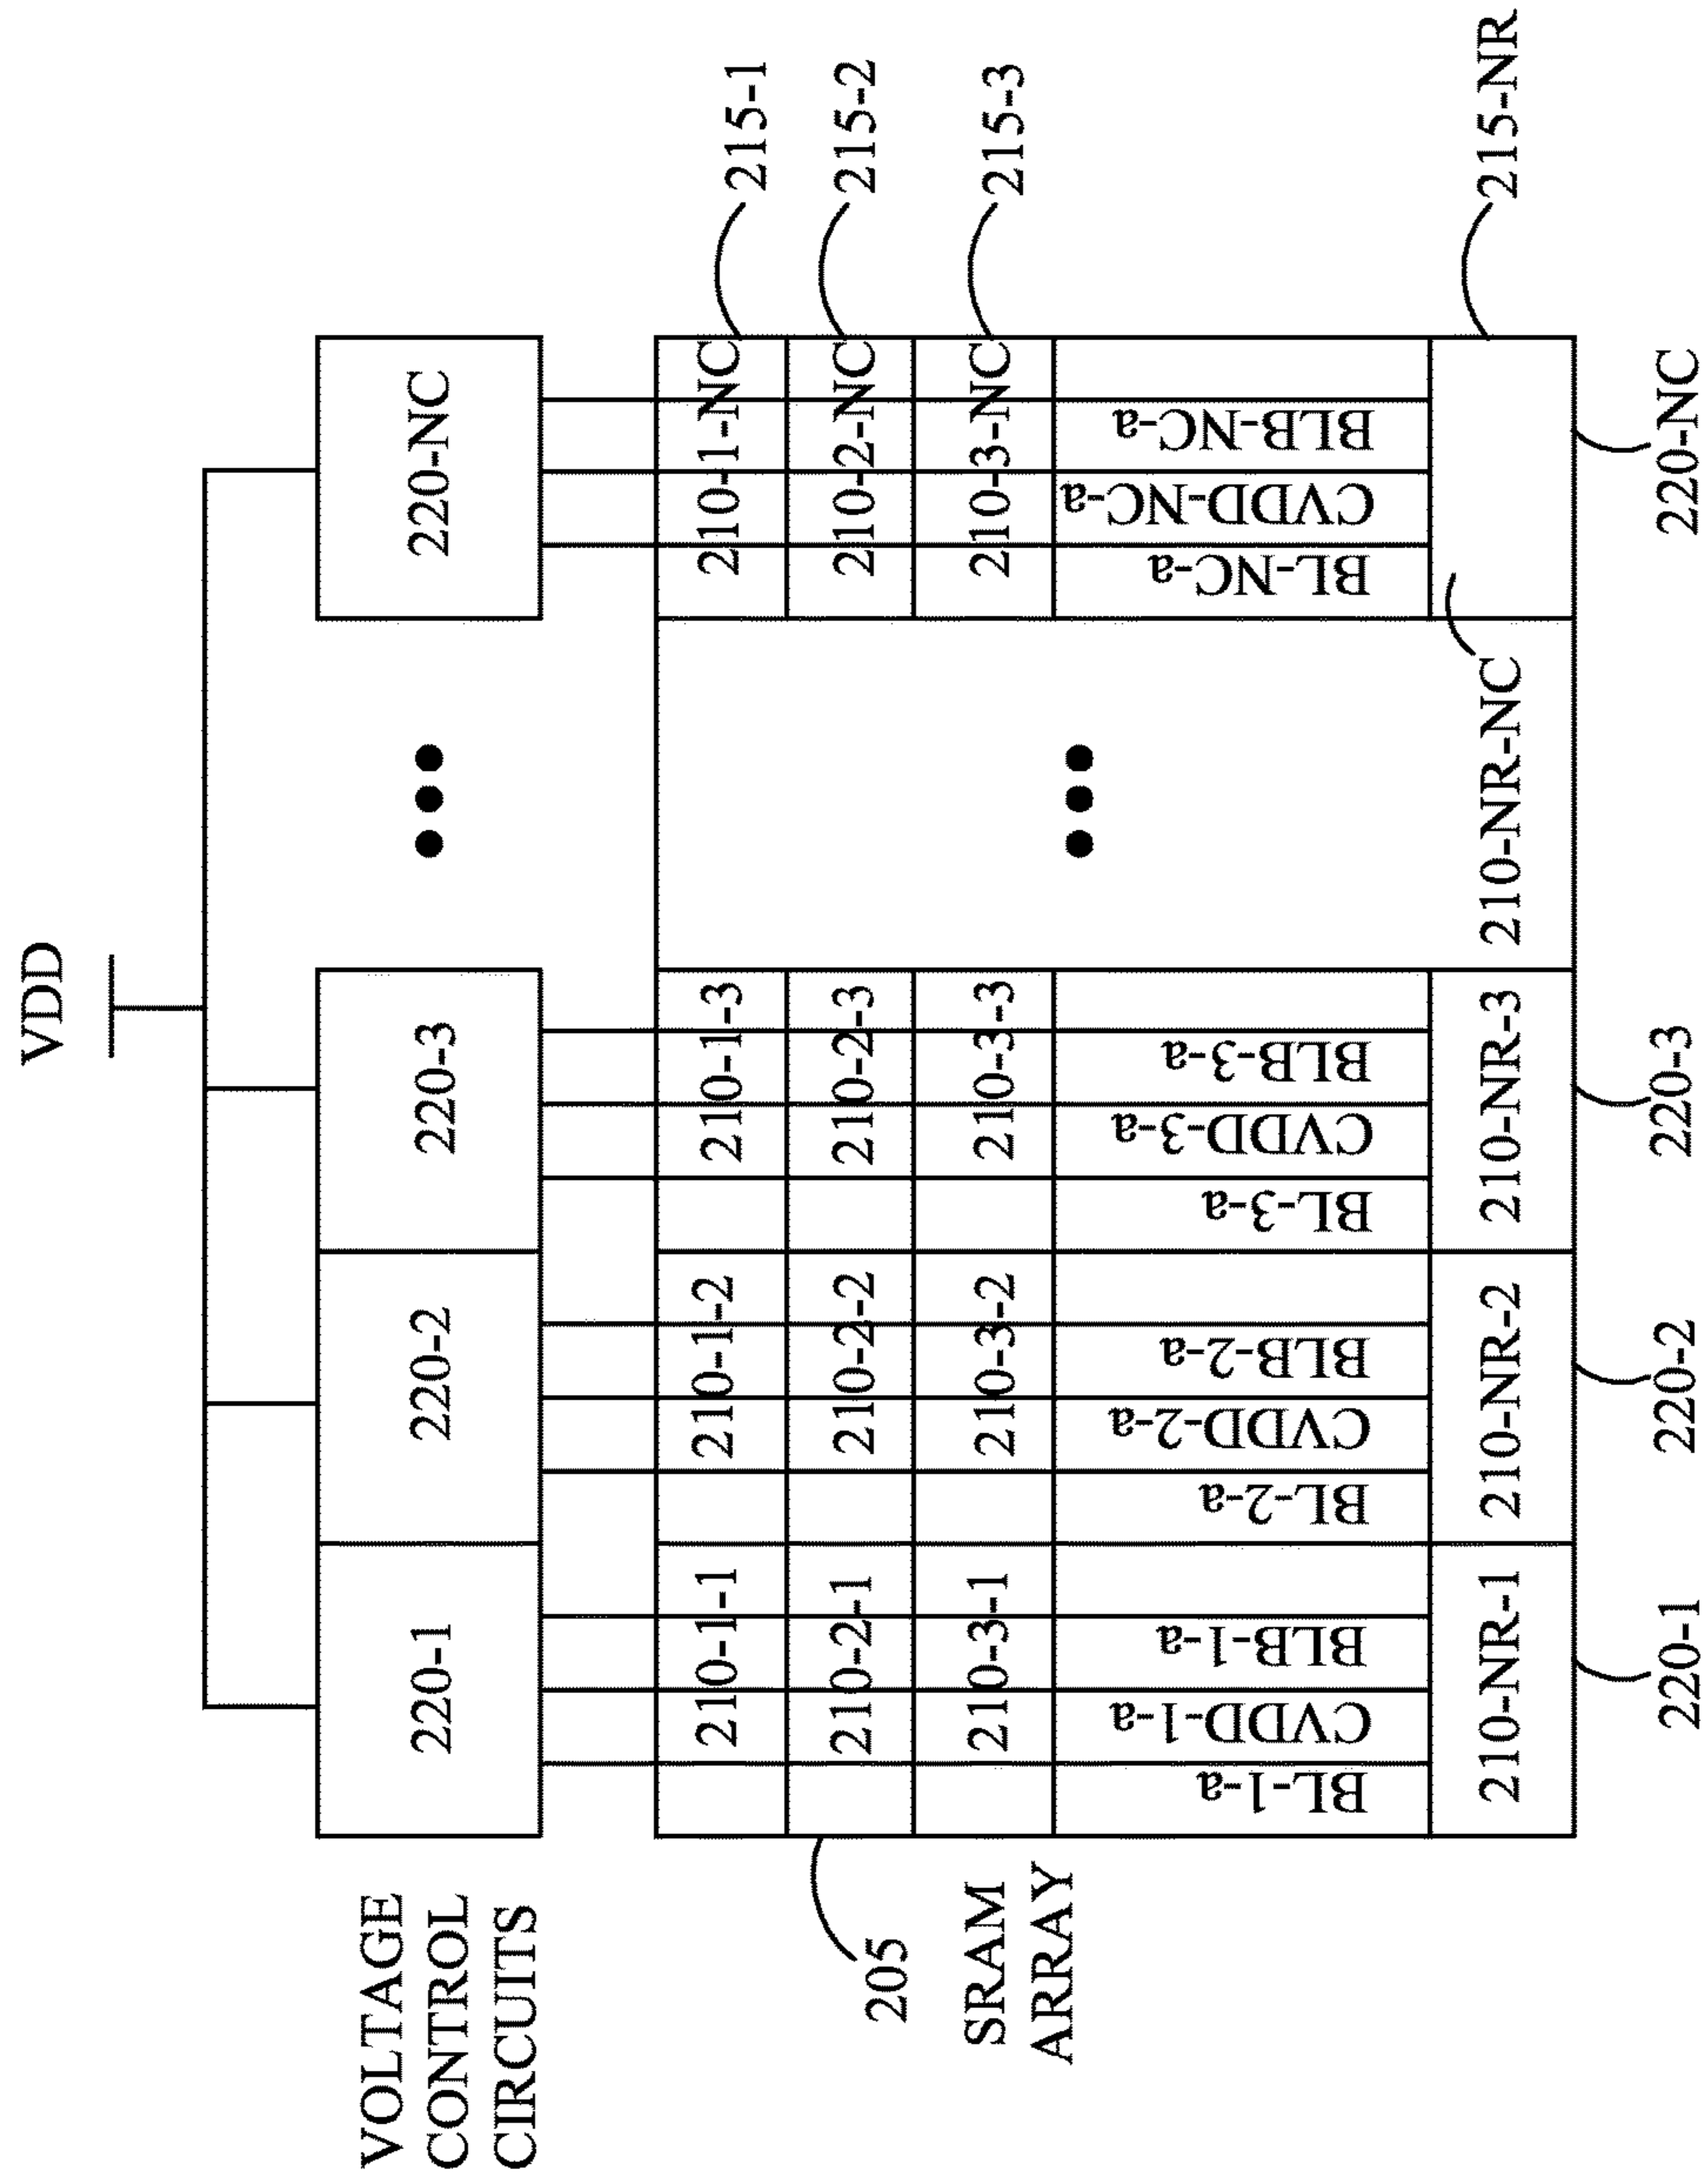 VDD
VOLTAGE
CONTROL
CIRCUITS
220-1
220-2
220-3
220-NC
205
SRAM
ARRAY
210-1-1
210-1-2
210-1-3
210-1-NC
215-1
210-2-1
210-2-2
210-2-3
210-2-NC
215-2
210-3-1
210-3-2
210-3-3
210-3-NC
215-3
BL-1-a
CVDD-1-a
BLB-1-a
BL-2-a
CVDD-2-a
BLB-2-a
BL-3-a
CVDD-3-a
BLB-3-a
BL-NC-a
CVDD-NC-a
BLB-NC-a
210-NR-1
210-NR-2
210-NR-3
210-NR-NC
215-NR
220-1
220-2
220-3
220-NC